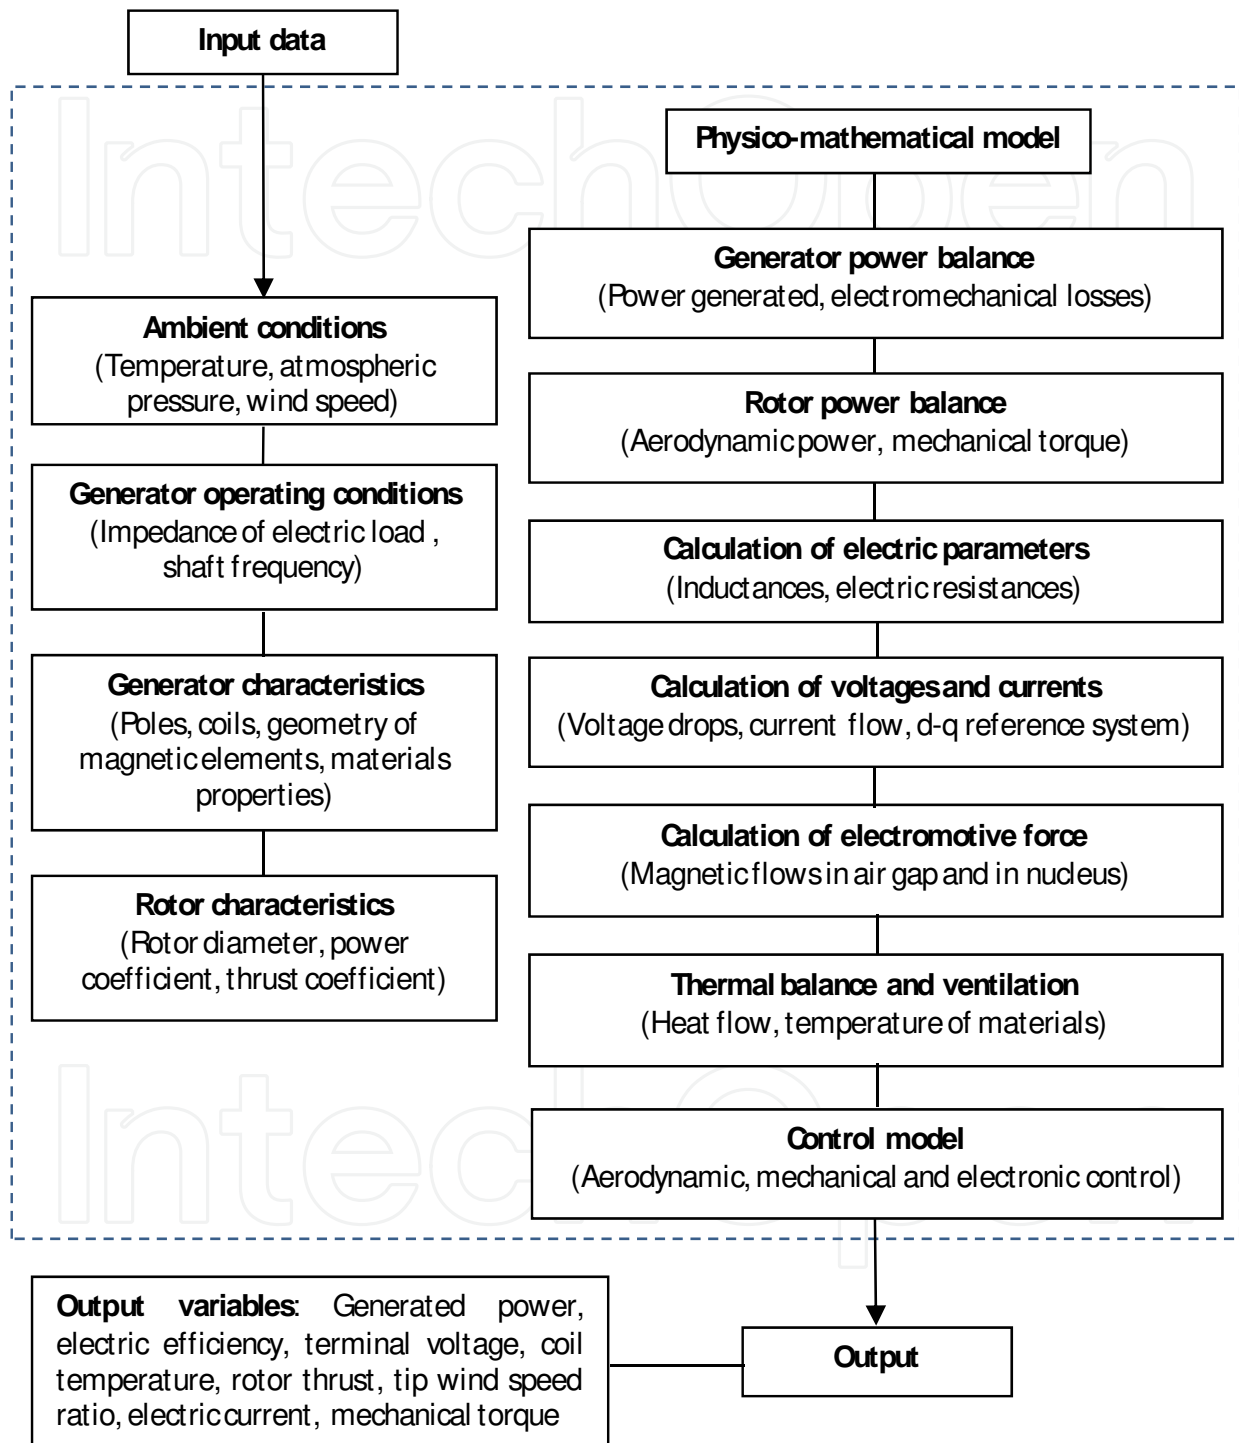 Input data
IntechOpen
Physico-mathematical model
Generator power balance
(Power generated, electromechanical losses)
Ambient conditions
(Temperature, atmospheric
pressure, wind speed)
Rotor power balance
(Aerodynamic power, mechanical torque)
Generator operating conditions
(Impedance of electric load ,
shaft frequency)
Calculation of electric parameters
(Inductances, electric resistances)
Generator characteristics
(Poles, coils, geometry of
magnetic elements, materials
properties)
Calculation of voltages and currents
(Voltage drops, current flow, d-q reference system)
Calculation of electromotive force
(Magnetic flows in air gap and in nucleus)
Rotor characteristics
(Rotor diameter, power
coefficient, thrust coefficient)
Thermal balance and ventilation
(Heat flow, temperature of materials)
IntechOpen
Control model
(Aerodynamic, mechanical and electronic control)
Output variables: Generated power,
electric efficiency, terminal voltage, coil
temperature, rotor thrust, tip wind speed
ratio, electric current, mechanical torque
Output